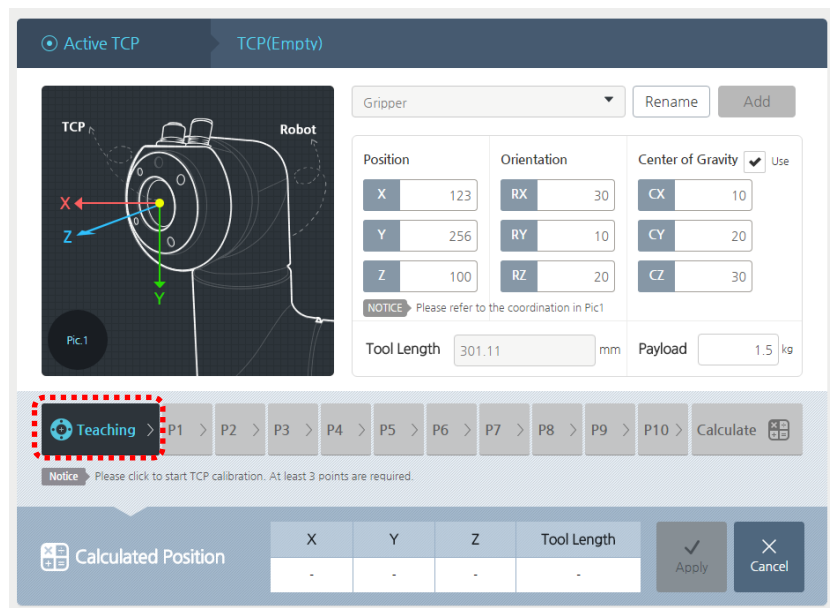 Active TCP
TCP(Empty)
TCP
Robot
X
Z
Y
Pic.1
Gripper
Rename
Add
Position
Orientation
Center of Gravity
Use
X 123
RX 30
CX 10
Y 256
RY 10
CY 20
Z 100
RZ 20
CZ 30
NOTICE Please refer to the coordination in Pic1
Tool Length 301.11 mm
Payload 1.5 kg
Teaching > P1 > P2 > P3 > P4 > P5 > P6 > P7 > P8 > P9 > P10 > Calculate
Notice Please click to start TCP calibration. At least 3 points are required.
Calculated Position
X Y Z Tool Length
- - - -
Apply
Cancel